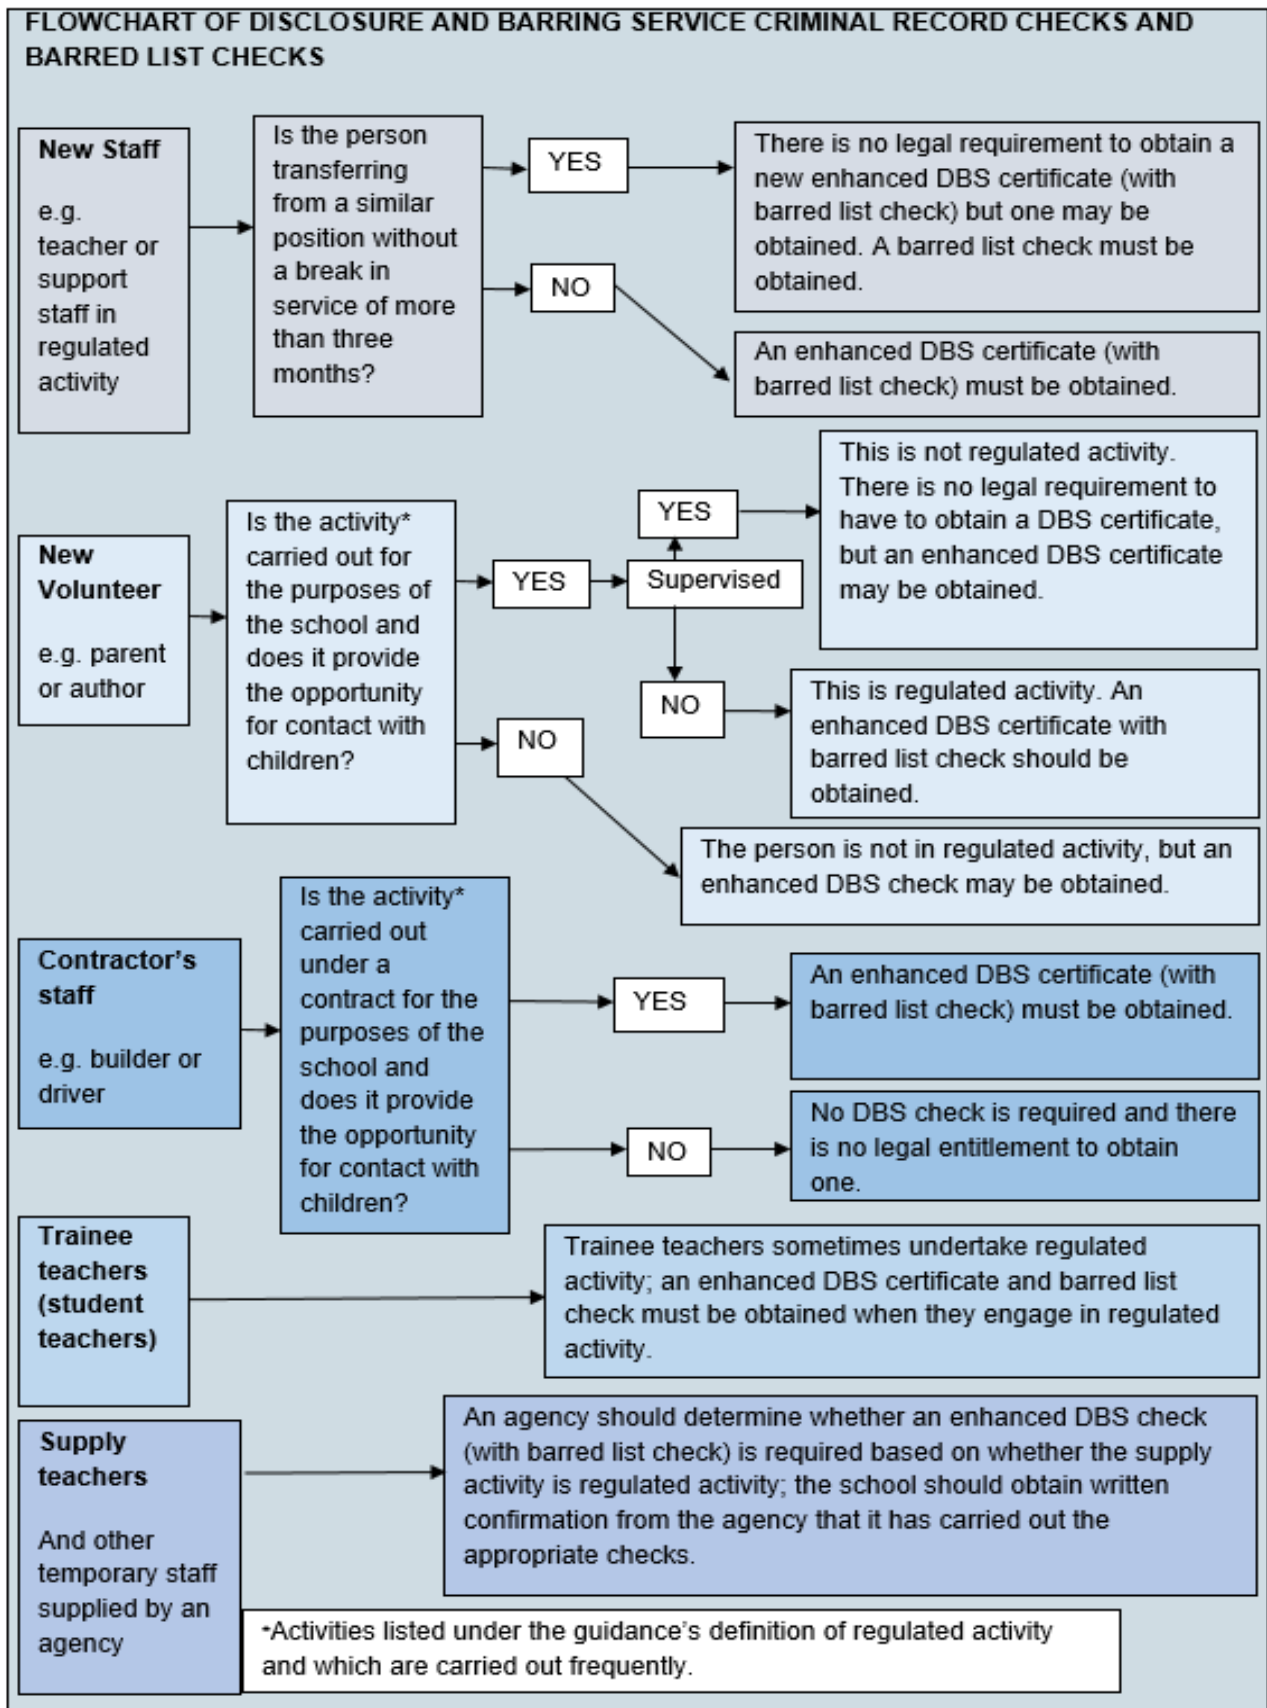 FLOWCHART OF DISCLOSURE AND BARRING SERVICE CRIMINAL RECORD CHECKS AND
BARRED LIST CHECKS
New Staff
e.g.
teacher or
support
staff in
regulated
activity
Is the person
transferring
from a similar
position without
a break in
service of more
than three
months?
YES
There is no legal requirement to obtain a
new enhanced DBS certificate (with
barred list check) but one may be
obtained. A barred list check must be
obtained.
NO
An enhanced DBS certificate (with
barred list check) must be obtained.
New
Volunteer
e.g. parent
or author
Is the activity*
carried out for
the purposes of
the school and
does it provide
the opportunity
for contact with
children?
YES
Supervised
YES
This is not regulated activity.
There is no legal requirement to
have to obtain a DBS certificate,
but an enhanced DBS certificate
may be obtained.
NO
This is regulated activity. An
enhanced DBS certificate with
barred list check should be
obtained.
NO
The person is not in regulated activity, but an
enhanced DBS check may be obtained.
Contractor's
staff
e.g. builder or
driver
Is the activity*
carried out
under a
contract for the
purposes of the
school and
does it provide
the opportunity
for contact with
children?
YES
An enhanced DBS certificate (with
barred list check) must be obtained.
NO
No DBS check is required and there
is no legal entitlement to obtain
one.
Trainee
teachers
(student
teachers)
Trainee teachers sometimes undertake regulated
activity; an enhanced DBS certificate and barred list
check must be obtained when they engage in regulated
activity.
Supply
teachers
And other
temporary staff
supplied by an
agency
An agency should determine whether an enhanced DBS check
(with barred list check) is required based on whether the supply
activity is regulated activity; the school should obtain written
confirmation from the agency that it has carried out the
appropriate checks.
*Activities listed under the guidance's definition of regulated activity
and which are carried out frequently.